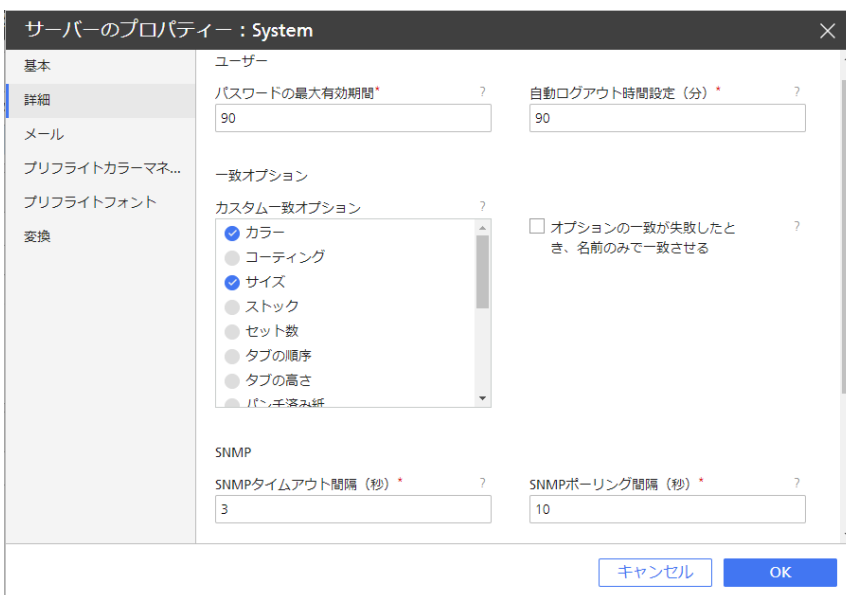 サーバーのプロパティー：System
基本
詳細
メール
プリフライトカラーマネ...
プリフライトフォント
変換
ユーザー
パスワードの最大有効期間* ?
90
自動ログアウト時間設定（分）* ?
90
一致オプション
カスタム一致オプション ?
カラー
コーティング
サイズ
ストック
セット数
タブの順序
タブの高さ
パンチ済み紙
オプションの一致が失敗したと ?
き、名前のみで一致させる
SNMP
SNMPタイムアウト間隔（秒）* ?
3
SNMPポーリング間隔（秒）* ?
10
キャンセル
OK